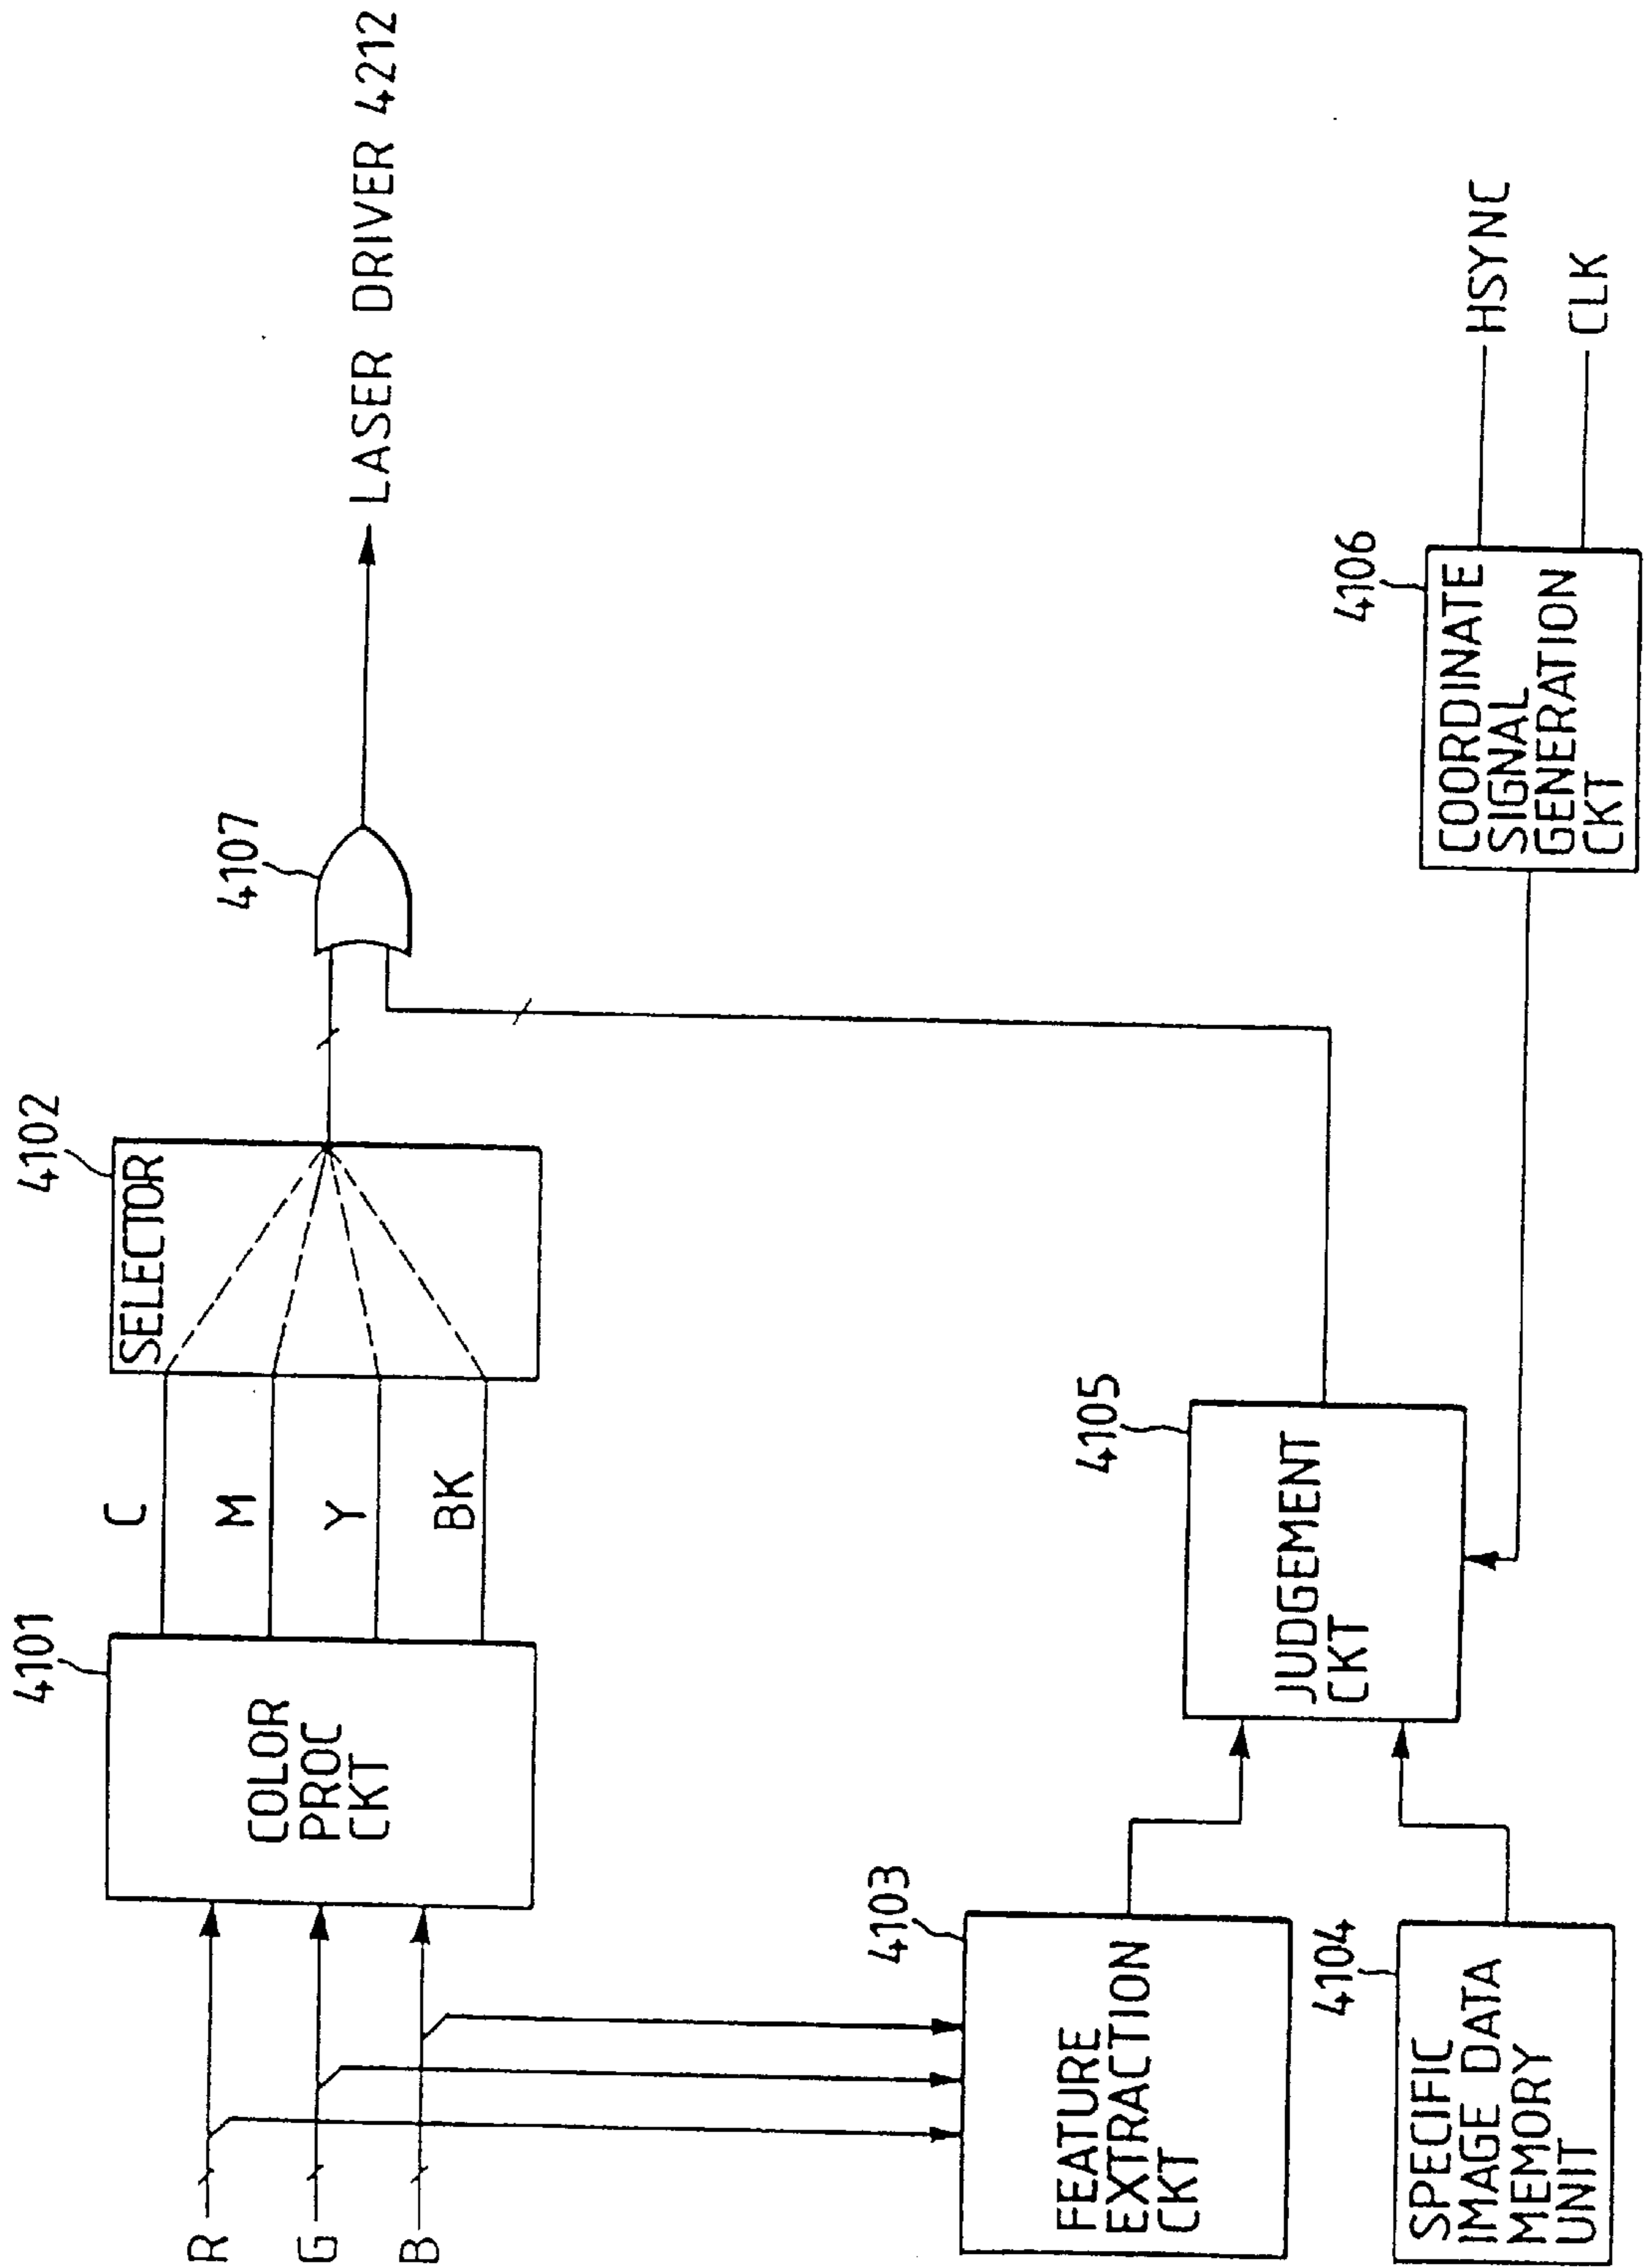 4101
4102
4107
COLOR
PROC
CKT
SELECTOR
C
M
Y
BK
R
G
B
LASER DRIVER 4212
4103
FEATURE
EXTRACTION
CKT
4104
SPECIFIC
IMAGE DATA
MEMORY
UNIT
4105
JUDGEMENT
CKT
4106
COORDINATE
SIGNAL
GENERATION
CKT
HSYNC
CLK